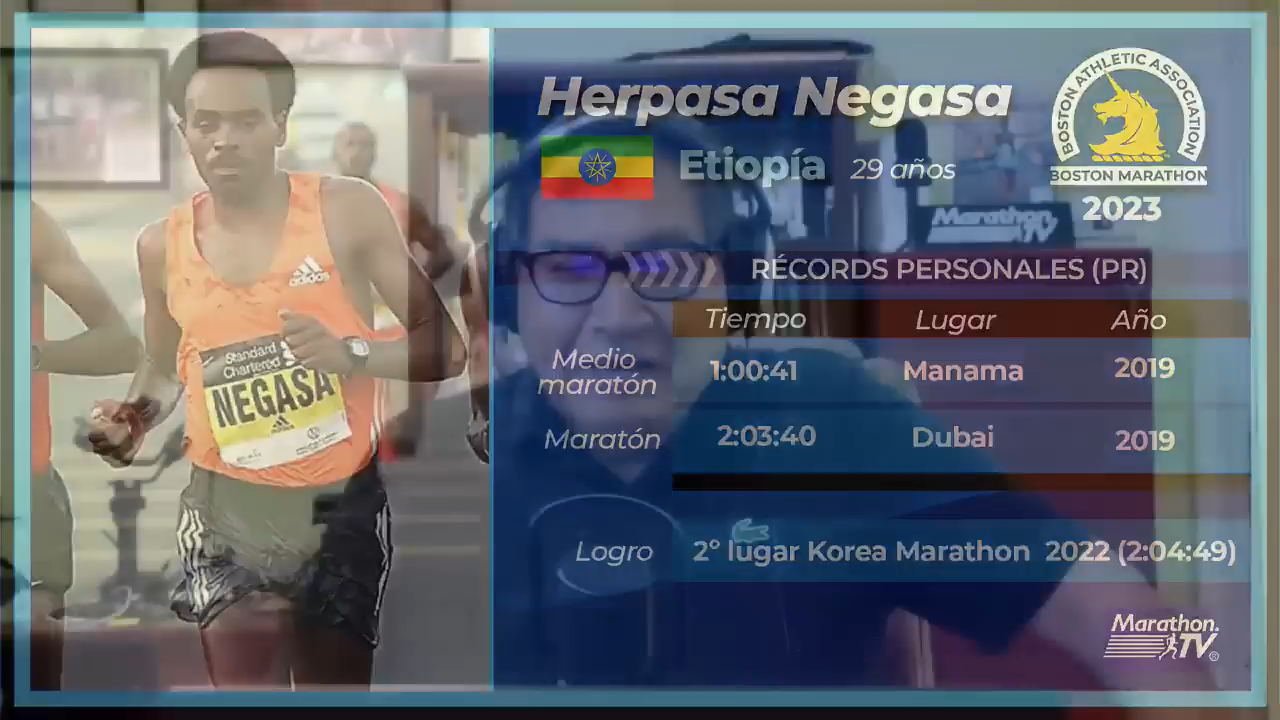 Herpasa Negasa
Etiopía 29 años
BOSTON ATHLETIC ASSOCIATION
BOSTON MARATHON
2023
Marathon.
TV
RÉCORDS PERSONALES (PR)
Tiempo Lugar Año
Medio
maratón
1:00:41 Manama 2019
Maratón 2:03:40 Dubai 2019
Logro 2º lugar Korea Marathon 2022 (2:04:49)
adidas
Standard
Chartered
NEGASA
Marathon.
TV®